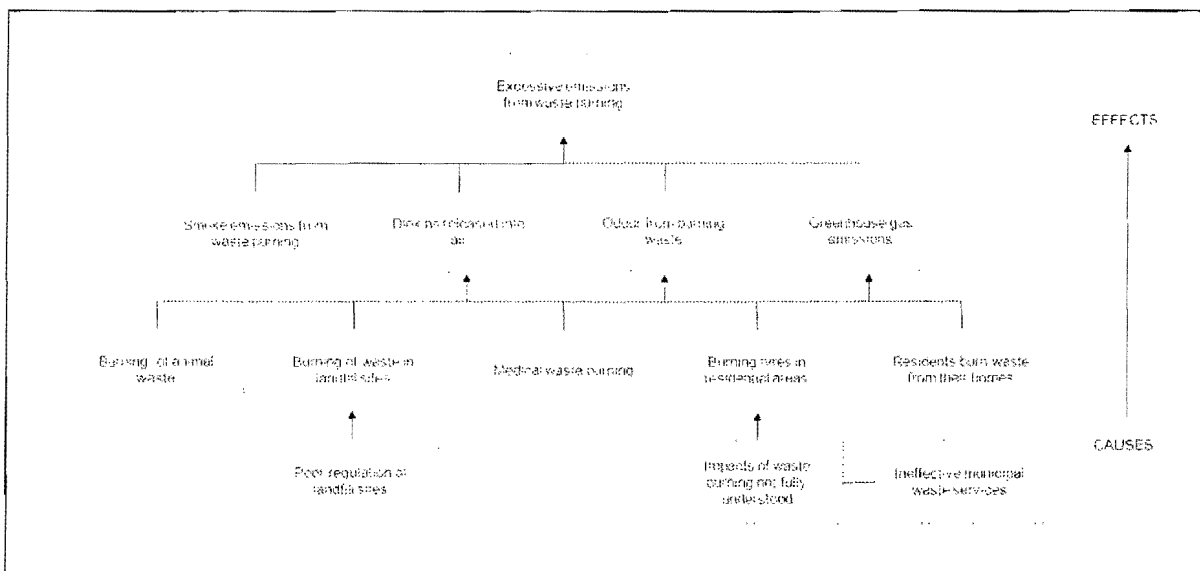 Excessive emissions
from waste burning
EFFECTS
Smoke emissions from
waste burning
Dioxins released into
air
Odour from burning
waste
Greenhouse gas
emissions
Burning of animal
waste
Burning of waste in
landfill sites
Medical waste burning
Burning tyres in
residential areas
Residents burn waste
from their homes
CAUSES
Poor regulation of
landfill sites
Impacts of waste
burning not fully
understood
Ineffective municipal
waste services